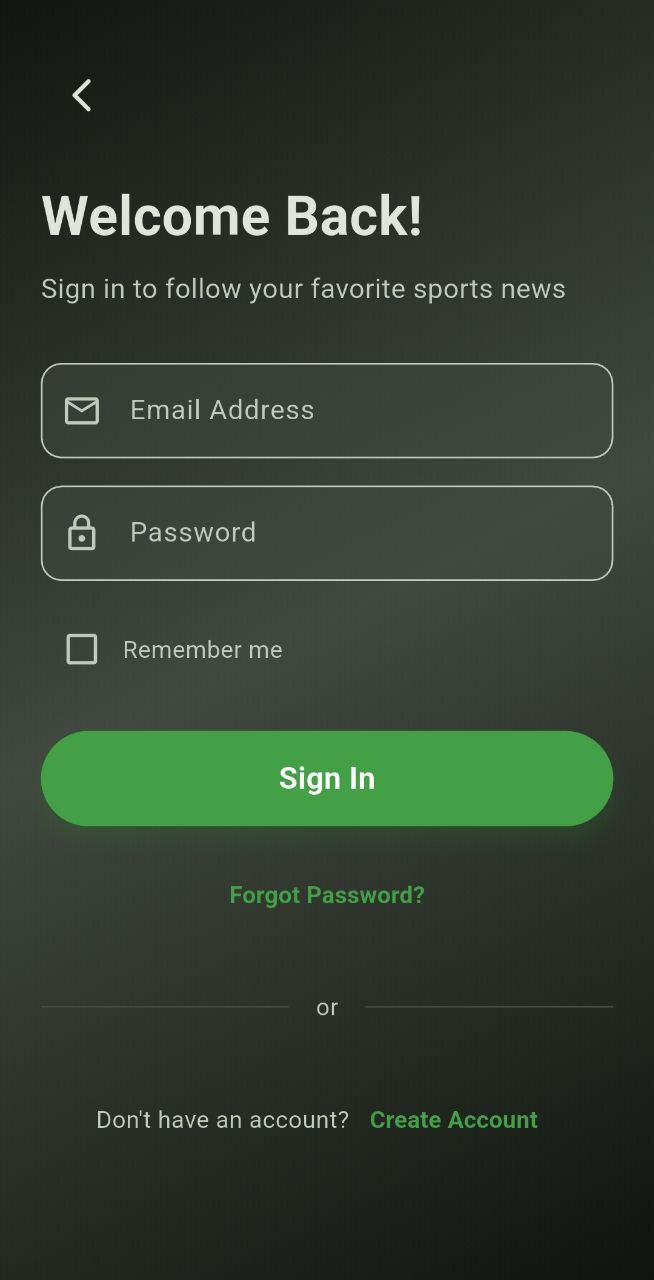 Welcome Back!
Sign in to follow your favorite sports news
Email Address
Password
Remember me
Sign In
Forgot Password?
or
Don't have an account? Create Account